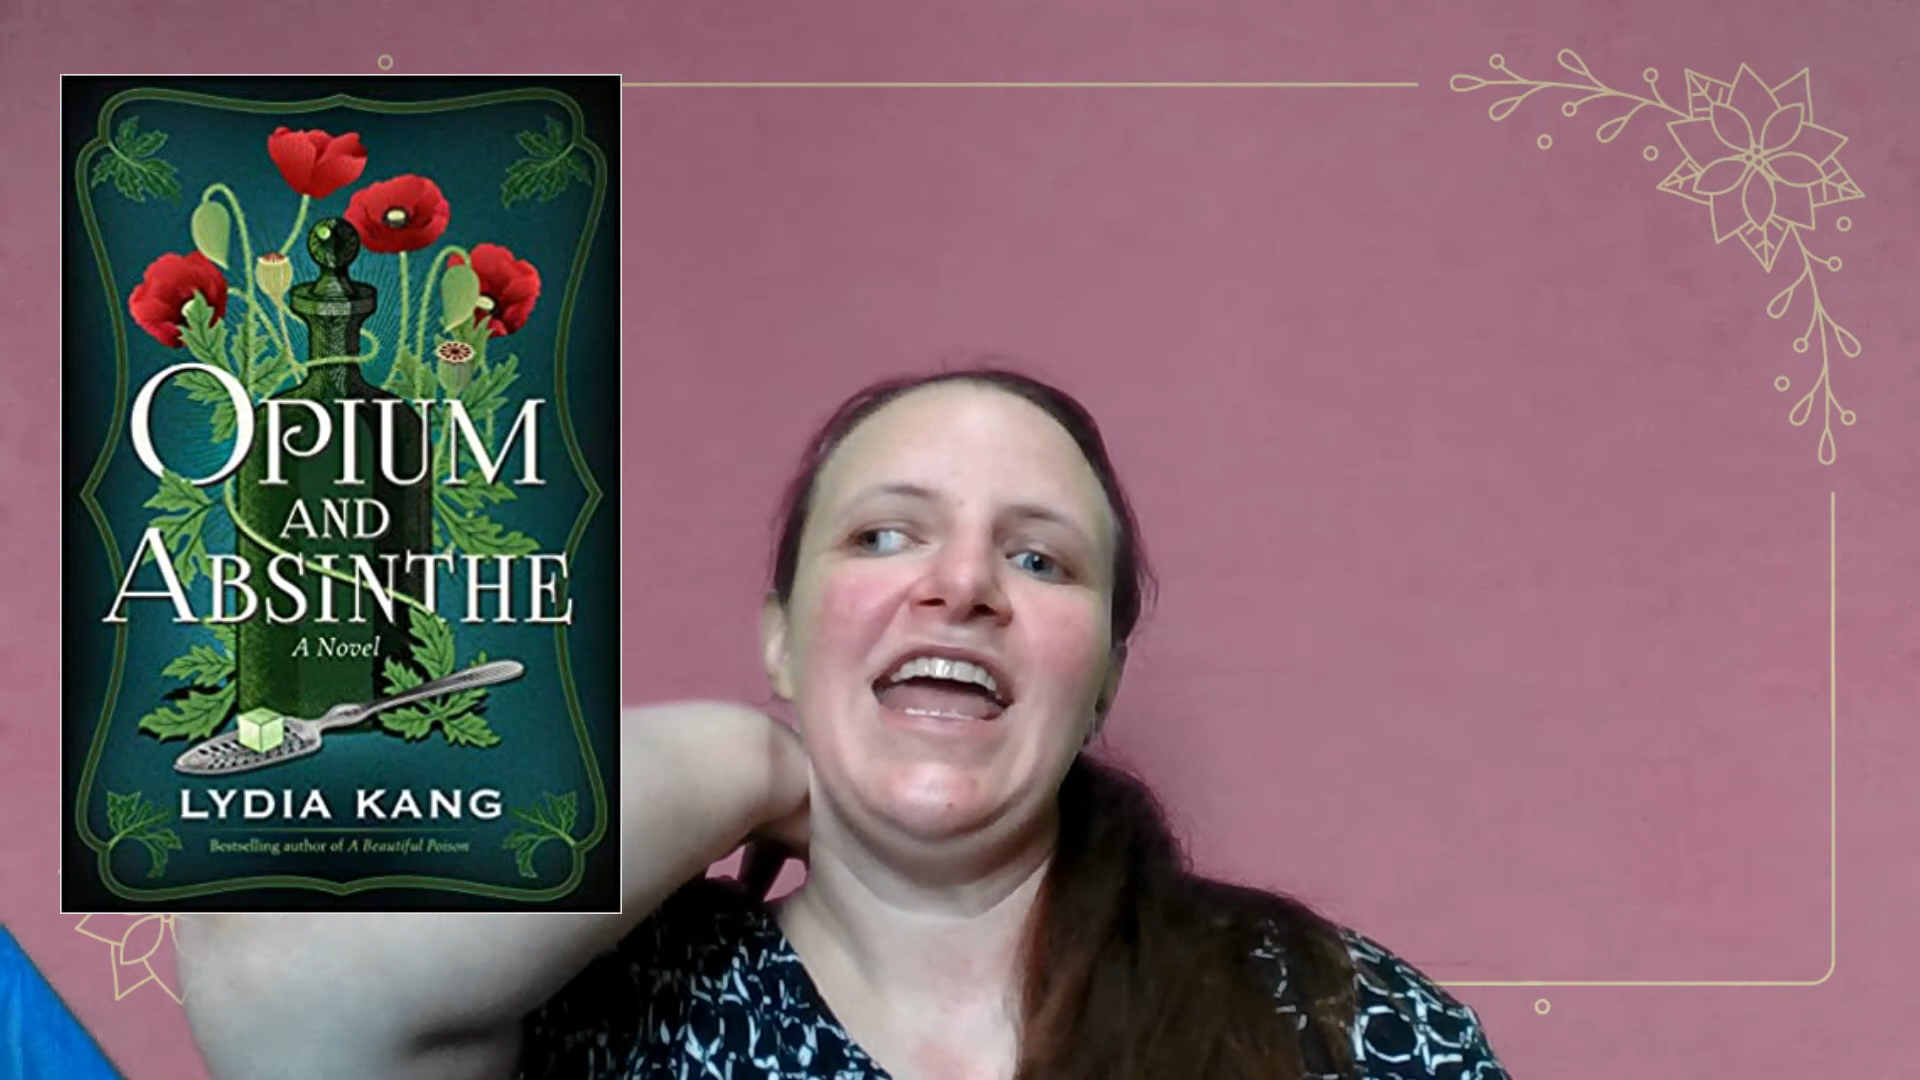 OPIUM
AND
ABSINTHE
A Novel
LYDIA KANG
Bestselling author of A Beautiful Poison